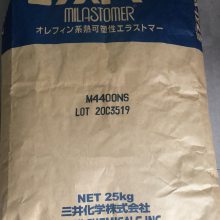 MILASTOMER
オレフィン系熱可塑性エラストマー
M4400NS
LOT 20C3519
NET 25kg
三井化学株式会社